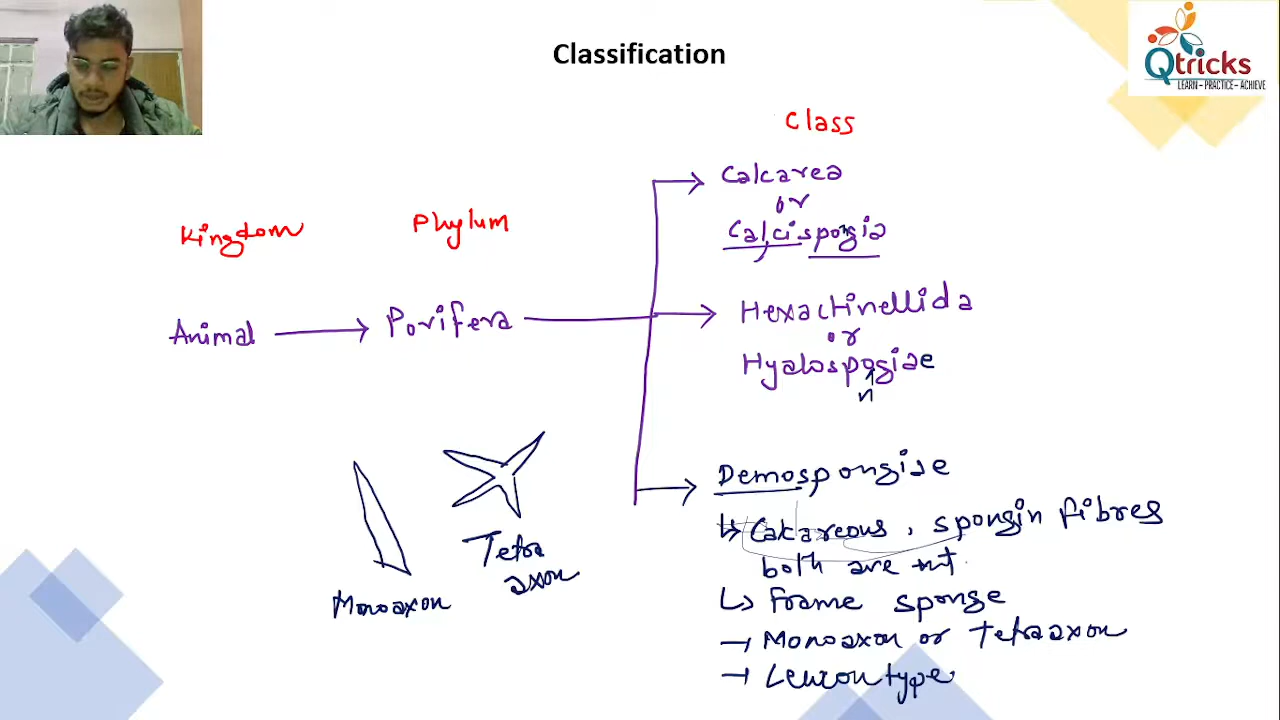 Classification
Qtricks
LEARN - PRACTICE - ACHIEVE
Class
Calcarea
or
Calcispongia
Kingdom
Phylum
Animal
Porifera
Hexactinellida
or
Hyalospogiae
n
Demospongiae
Calcareous, spongin fibres
both are not
Frame sponge
Monoaxon or Tetraaxon
Leucon type
Monoaxon
Tetra
axon